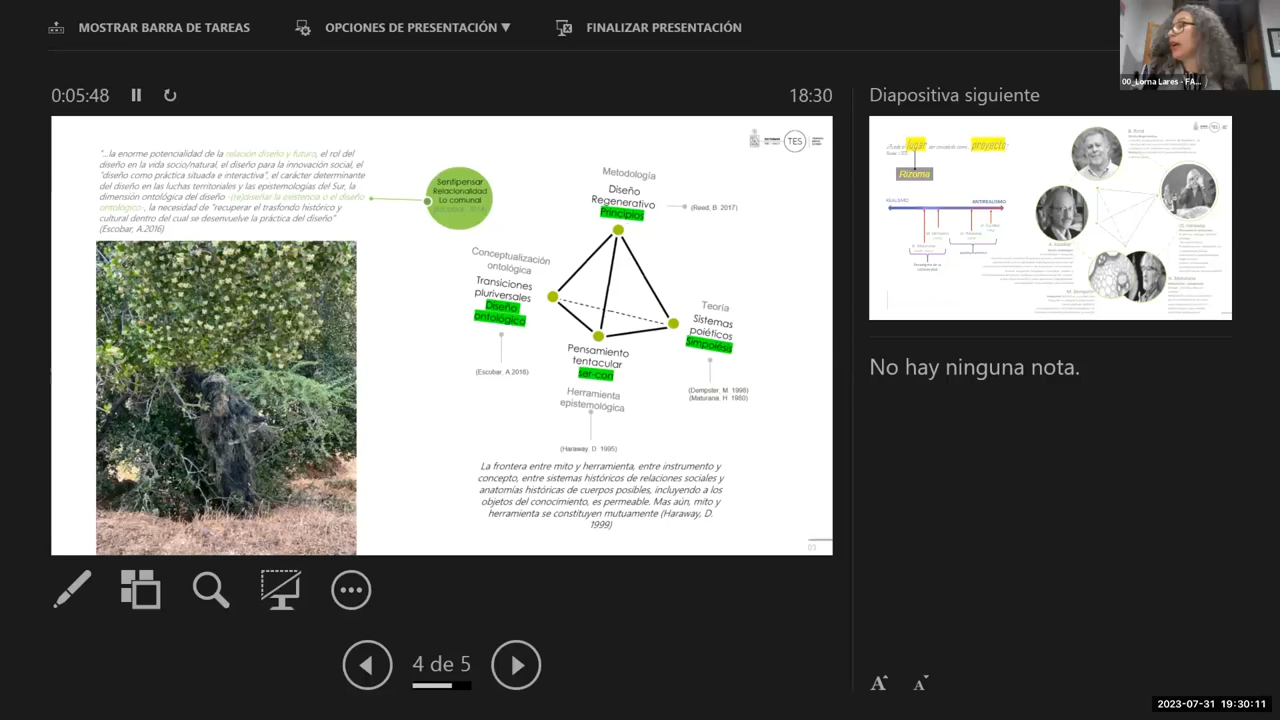 MOSTRAR BARRA DE TAREAS
OPCIONES DE PRESENTACIÓN ▼
FINALIZAR PRESENTACIÓN
00_Lorna Lares - FA...
0:05:48
18:30
Diapositiva siguiente
TES
"...la enorme potencialidad de la relación diseño y futuro, el rol del
diseño en la vida socio/natural, el diseño para la innovación social, el
"diseño como práctica situada e interactiva", el carácter determinante
del diseño en las luchas territoriales y las epistemologías del Sur, la
dimensión ontológica del diseño -(re)diseñar la existencia o el diseño
ontológico-, la necesidad de "recuperar el trasfondo histórico y
cultural dentro del cual se desenvuelve la práctica del diseño"
(Escobar, A.2016)
Sentipensar
Relacionalidad
Lo comunal
Metodología
Diseño
Regenerativo
Principios
(Reed, B. 2017)
Conceptualización
ontológica
Transiciones
pluriversales
Diseño
ontológico
(Escobar, A.2016)
Teoría
Sistemas
poiéticos
Simpoiésis
(Dempster, M. 1998)
(Maturana, H. 1980)
Pensamiento
tentacular
ser-con
Herramienta
epistemológica
(Haraway, D. 1995)
La frontera entre mito y herramienta, entre instrumento y
concepto, entre sistemas históricos de relaciones sociales y
anatomías históricas de cuerpos posibles, incluyendo a los
objetos del conocimiento, es permeable. Mas aún, mito y
herramienta se constituyen mutuamente (Haraway, D.
1999)
03
lugar
proyecto
Rizoma
REALISMO
ANTIREALISMO
No hay ninguna nota.
4 de 5
A A
2023-07-31 19:30:11